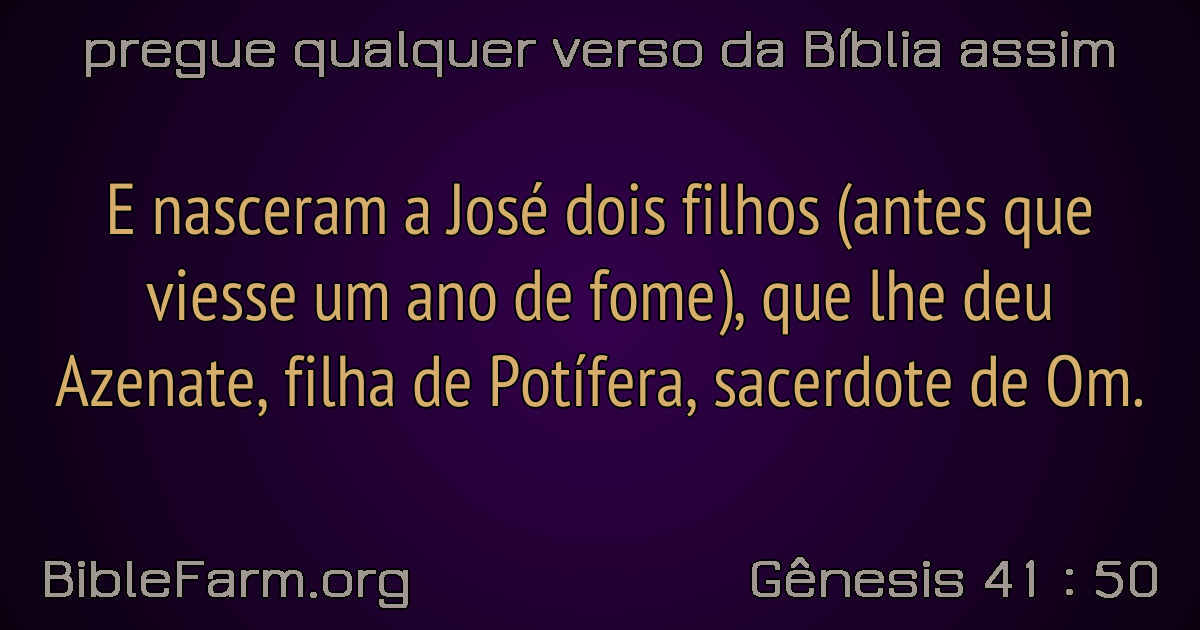 pregue qualquer verso da Bíblia assim
E nasceram a José dois filhos (antes que
viesse um ano de fome), que lhe deu
Azenate, filha de Potífera, sacerdote de Om.
BibleFarm.org
Gênesis 41 : 50